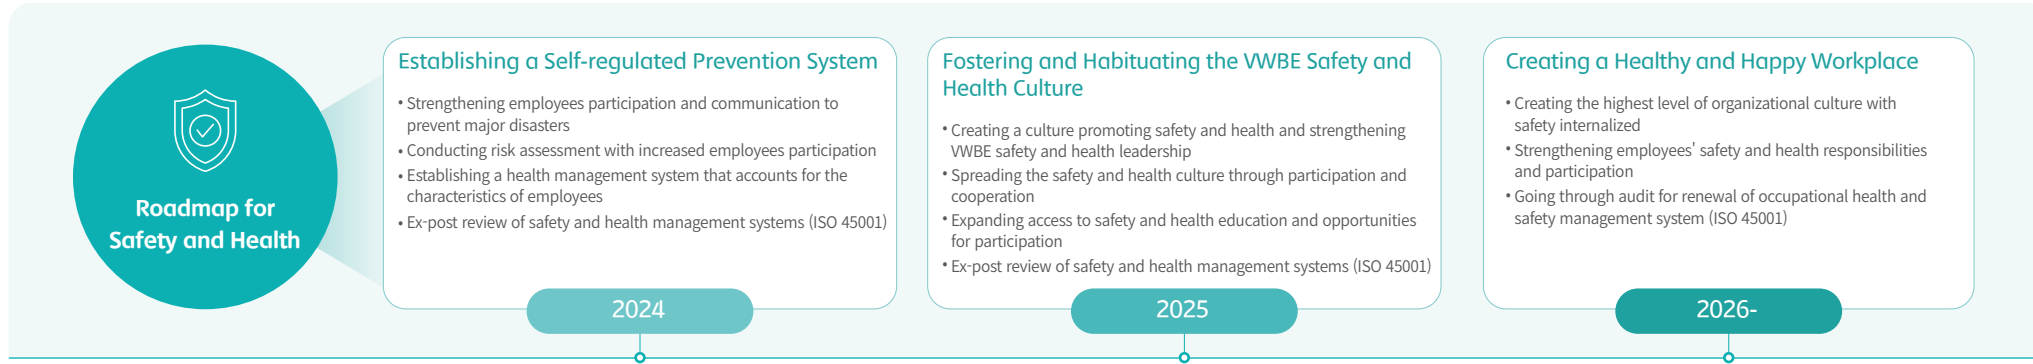 Roadmap for
Safety and Health
Establishing a Self-regulated Prevention System
• Strengthening employees participation and communication to
prevent major disasters
• Conducting risk assessment with increased employees participation
• Establishing a health management system that accounts for the
characteristics of employees
• Ex-post review of safety and health management systems (ISO 45001)
2024
Fostering and Habituating the VWBE Safety and
Health Culture
• Creating a culture promoting safety and health and strengthening
VWBE safety and health leadership
• Spreading the safety and health culture through participation and
cooperation
• Expanding access to safety and health education and opportunities
for participation
• Ex-post review of safety and health management systems (ISO 45001)
2025
Creating a Healthy and Happy Workplace
• Creating the highest level of organizational culture with
safety internalized
• Strengthening employees' safety and health responsibilities
and participation
• Going through audit for renewal of occupational health and
safety management system (ISO 45001)
2026-